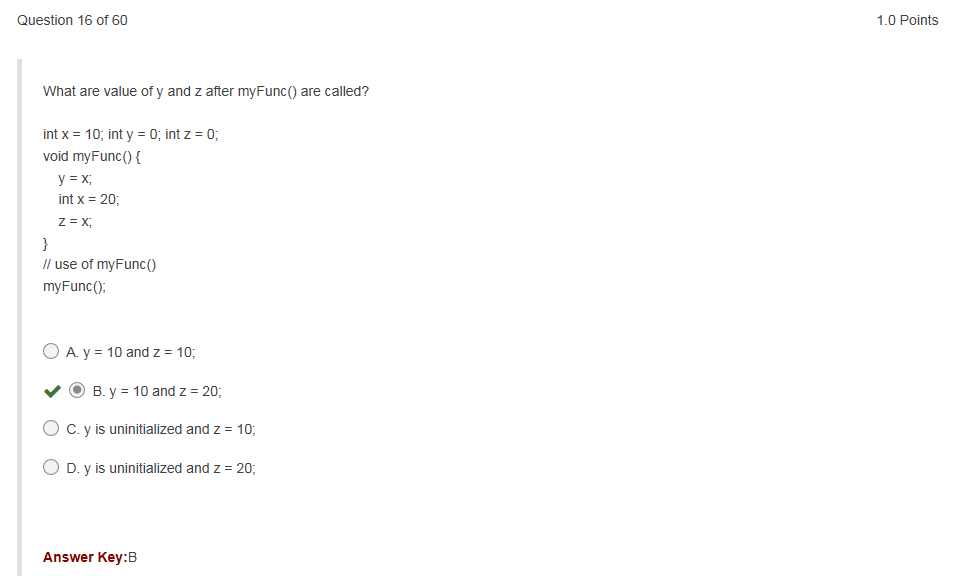 Question 16 of 60
1.0 Points
What are value of y and z after myFunc() are called?
int x = 10; int y = 0; int z = 0;
void myFunc() {
y = x;
int x = 20;
z = x;
}
// use of myFunc()
myFunc();
A. y = 10 and z = 10;
B. y = 10 and z = 20;
C. y is uninitialized and z = 10;
D. y is uninitialized and z = 20;
Answer Key:B